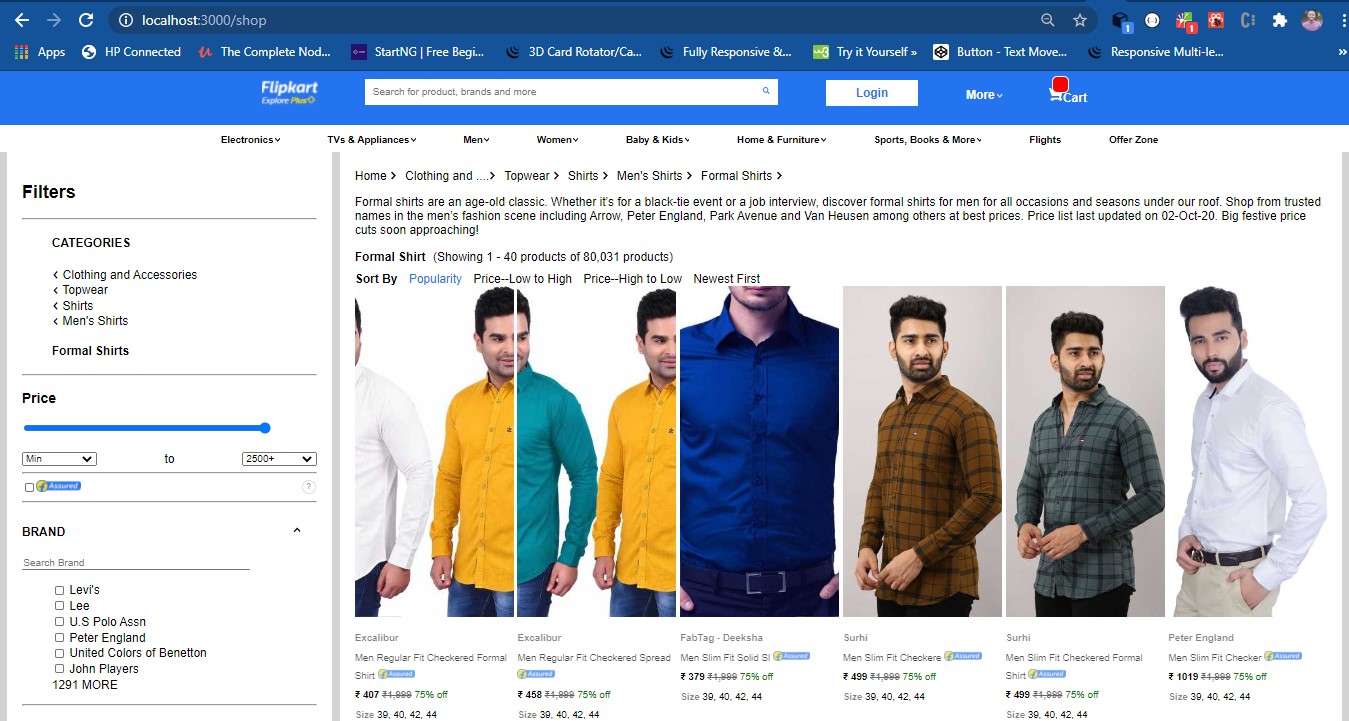 localhost:3000/shop
1
1
Apps
HP Connected
The Complete Nod...
StartNG | Free Begi...
3D Card Rotator/Ca...
Fully Responsive &...
Try it Yourself »
Button - Text Move...
Responsive Multi-le...
»
Flipkart
Explore Plus
Search for product, brands and more
Login
More
Cart
Electronics
TVs & Appliances
Men
Women
Baby & Kids
Home & Furniture
Sports, Books & More
Flights
Offer Zone
Filters
CATEGORIES
Clothing and Accessories
Topwear
Shirts
Men's Shirts
Formal Shirts
Price
Min to 2500+
Assured ?
BRAND
Search Brand
Levi's
Lee
U.S Polo Assn
Peter England
United Colors of Benetton
John Players
1291 MORE
Home > Clothing and ....> Topwear > Shirts > Men's Shirts > Formal Shirts >
Formal shirts are an age-old classic. Whether it's for a black-tie event or a job interview, discover formal shirts for men for all occasions and seasons under our roof. Shop from trusted
names in the men's fashion scene including Arrow, Peter England, Park Avenue and Van Heusen among others at best prices. Price list last updated on 02-Oct-20. Big festive price
cuts soon approaching!
Formal Shirt (Showing 1 - 40 products of 80,031 products)
Sort By Popularity Price--Low to High Price--High to Low Newest First
Excalibur
Men Regular Fit Checkered Formal
Shirt Assured
₹ 407 ₹1,999 75% off
Size 39, 40, 42, 44
Excalibur
Men Regular Fit Checkered Spread
Assured
₹ 458 ₹1,999 75% off
Size 39, 40, 42, 44
FabTag - Deeksha
Men Slim Fit Solid Sl Assured
₹ 379 ₹1,999 75% off
Size 39, 40, 42, 44
Surhi
Men Slim Fit Checkere Assured
₹ 499 ₹1,999 75% off
Size 39, 40, 42, 44
Surhi
Men Slim Fit Checkered Formal
Shirt Assured
₹ 499 ₹1,999 75% off
Size 39, 40, 42, 44
Peter England
Men Slim Fit Checker Assured
₹ 1019 ₹1,999 75% off
Size 39, 40, 42, 44